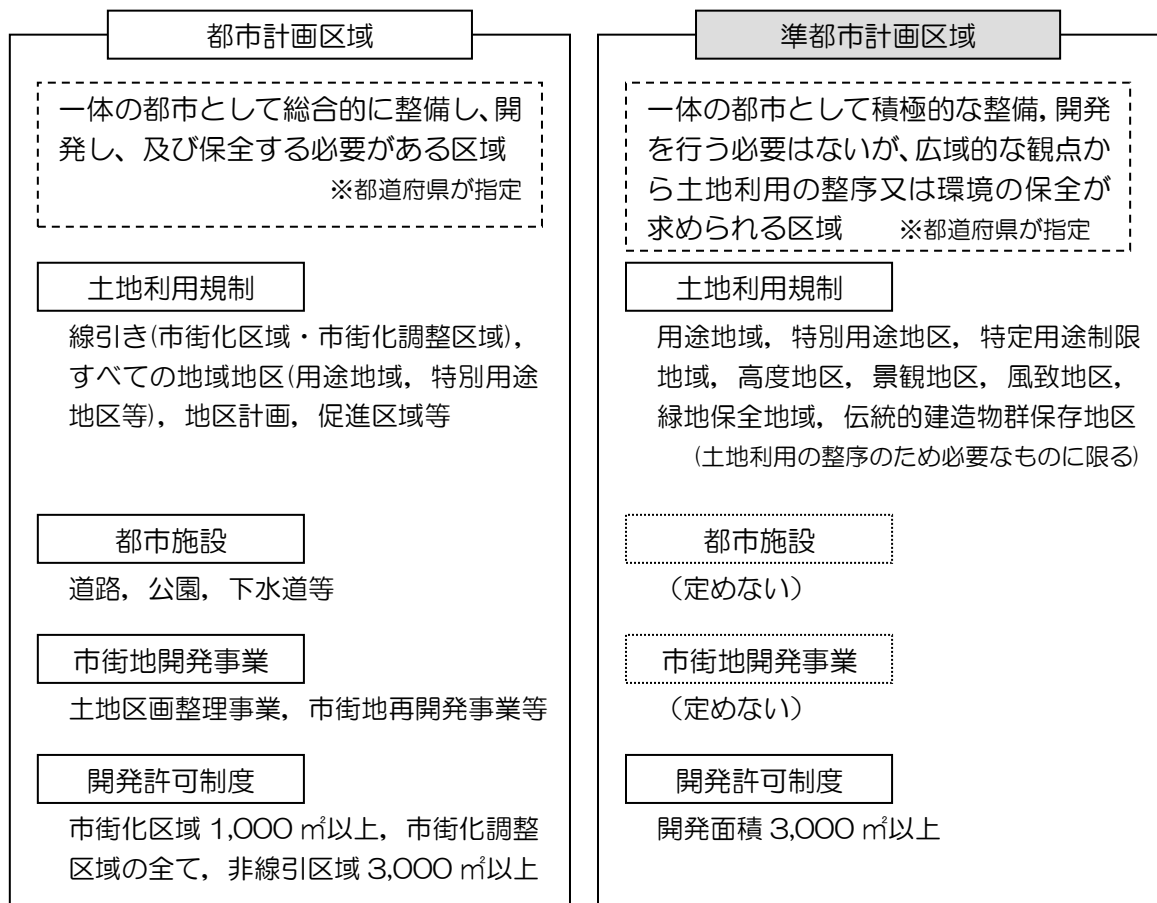 都市計画区域
一体の都市として総合的に整備し、開
発し、及び保全する必要がある区域
※都道府県が指定
土地利用規制
線引き(市街化区域・市街化調整区域),
すべての地域地区(用途地域, 特別用途
地区等), 地区計画, 促進区域等
都市施設
道路, 公園, 下水道等
市街地開発事業
土地区画整理事業, 市街地再開発事業等
開発許可制度
市街化区域 1,000 ㎡以上, 市街化調整
区域の全て, 非線引区域 3,000 ㎡以上
準都市計画区域
一体の都市として積極的な整備, 開発
を行う必要はないが、広域的な観点か
ら土地利用の整序又は環境の保全が
求められる区域 ※都道府県が指定
土地利用規制
用途地域, 特別用途地区, 特定用途制限
地域, 高度地区, 景観地区, 風致地区,
緑地保全地域, 伝統的建造物群保存地区
(土地利用の整序のため必要なものに限る)
都市施設
(定めない)
市街地開発事業
(定めない)
開発許可制度
開発面積 3,000 ㎡以上